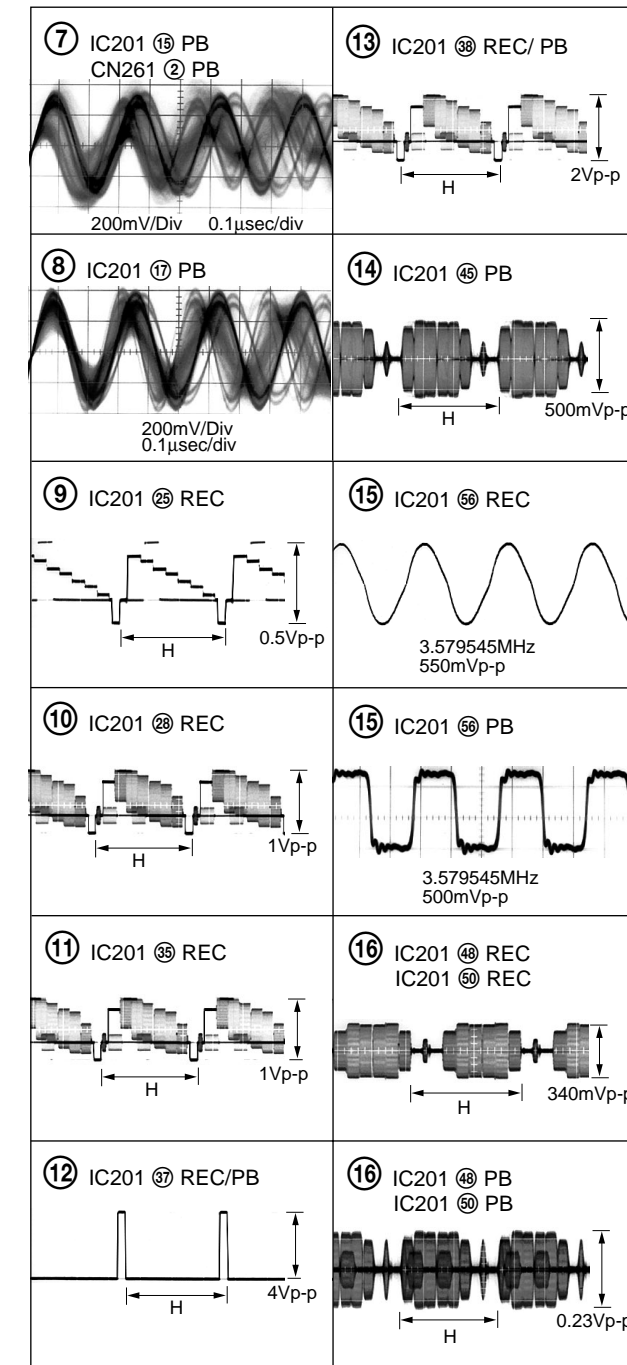 ⑦ IC201 ⑮ PB
CN261 ② PB
200mV/Div 0.1μsec/div
⑧ IC201 ⑰ PB
200mV/Div
0.1μsec/div
⑨ IC201 ㉕ REC
H
0.5Vp-p
⑩ IC201 ㉘ REC
H
1Vp-p
⑪ IC201 ㉟ REC
H
1Vp-p
⑫ IC201 ㊲ REC/PB
H
4Vp-p
⑬ IC201 ㊳ REC/ PB
H
2Vp-p
⑭ IC201 ㊺ PB
H
500mVp-p
⑮ IC201 56 REC
3.579545MHz
550mVp-p
⑮ IC201 56 PB
3.579545MHz
500mVp-p
⑯ IC201 ㊽ REC
IC201 ㊿ REC
H
340mVp-p
⑯ IC201 ㊽ PB
IC201 ㊿ PB
H
0.23Vp-p